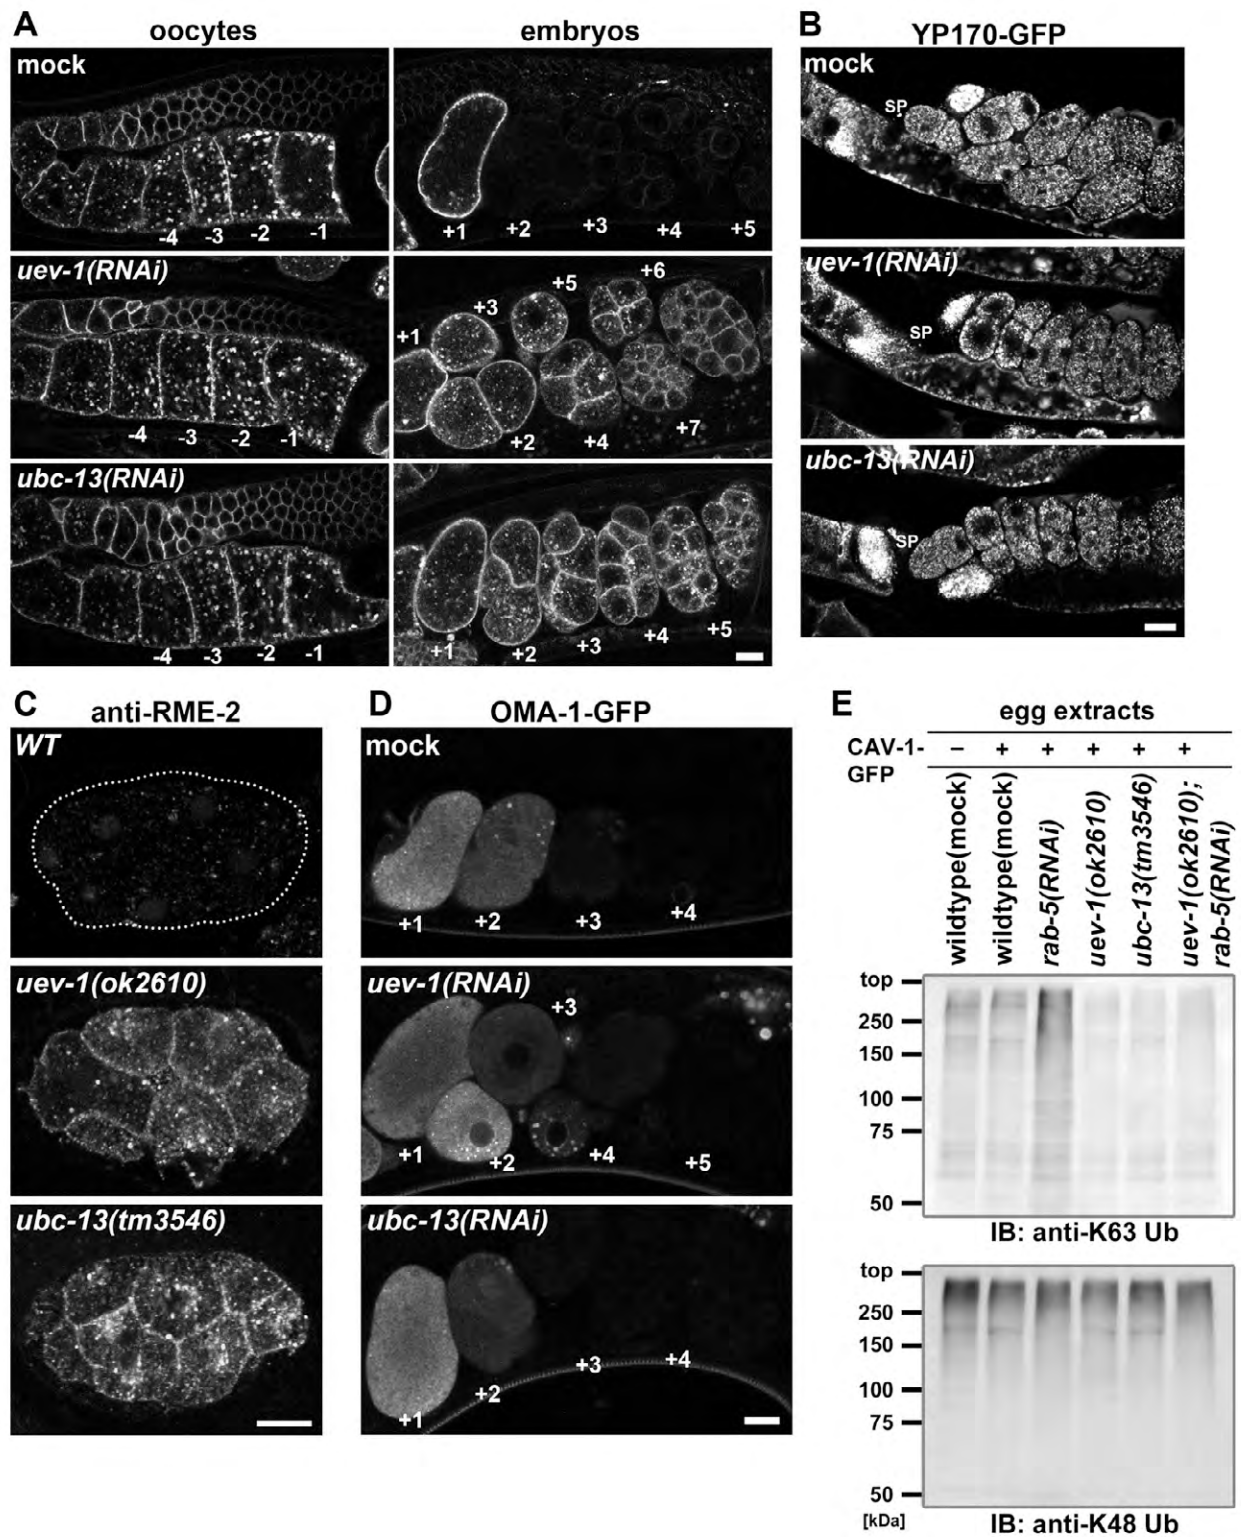 A
oocytes
embryos
mock
-4 -3 -2 -1
+1 +2 +3 +4 +5
uev-1(RNAi)
-4 -3 -2 -1
+1 +3 +5 +6
+2 +4 +7
ubc-13(RNAi)
-4 -3 -2 -1
+1 +2 +3 +4 +5
B
YP170-GFP
mock
SP
uev-1(RNAi)
SP
ubc-13(RNAi)
SP
C
anti-RME-2
WT
uev-1(ok2610)
ubc-13(tm3546)
D
OMA-1-GFP
mock
+1 +2 +3 +4
uev-1(RNAi)
+3
+1 +2 +4 +5
ubc-13(RNAi)
+1 +2 +3 +4
E
egg extracts
CAV-1-
GFP
– + + + + +
wildtype(mock)
wildtype(mock)
rab-5(RNAi)
uev-1(ok2610)
ubc-13(tm3546)
uev-1(ok2610);
rab-5(RNAi)
top
250
150
100
75
50
IB: anti-K63 Ub
top
250
150
100
75
50
[kDa]
IB: anti-K48 Ub